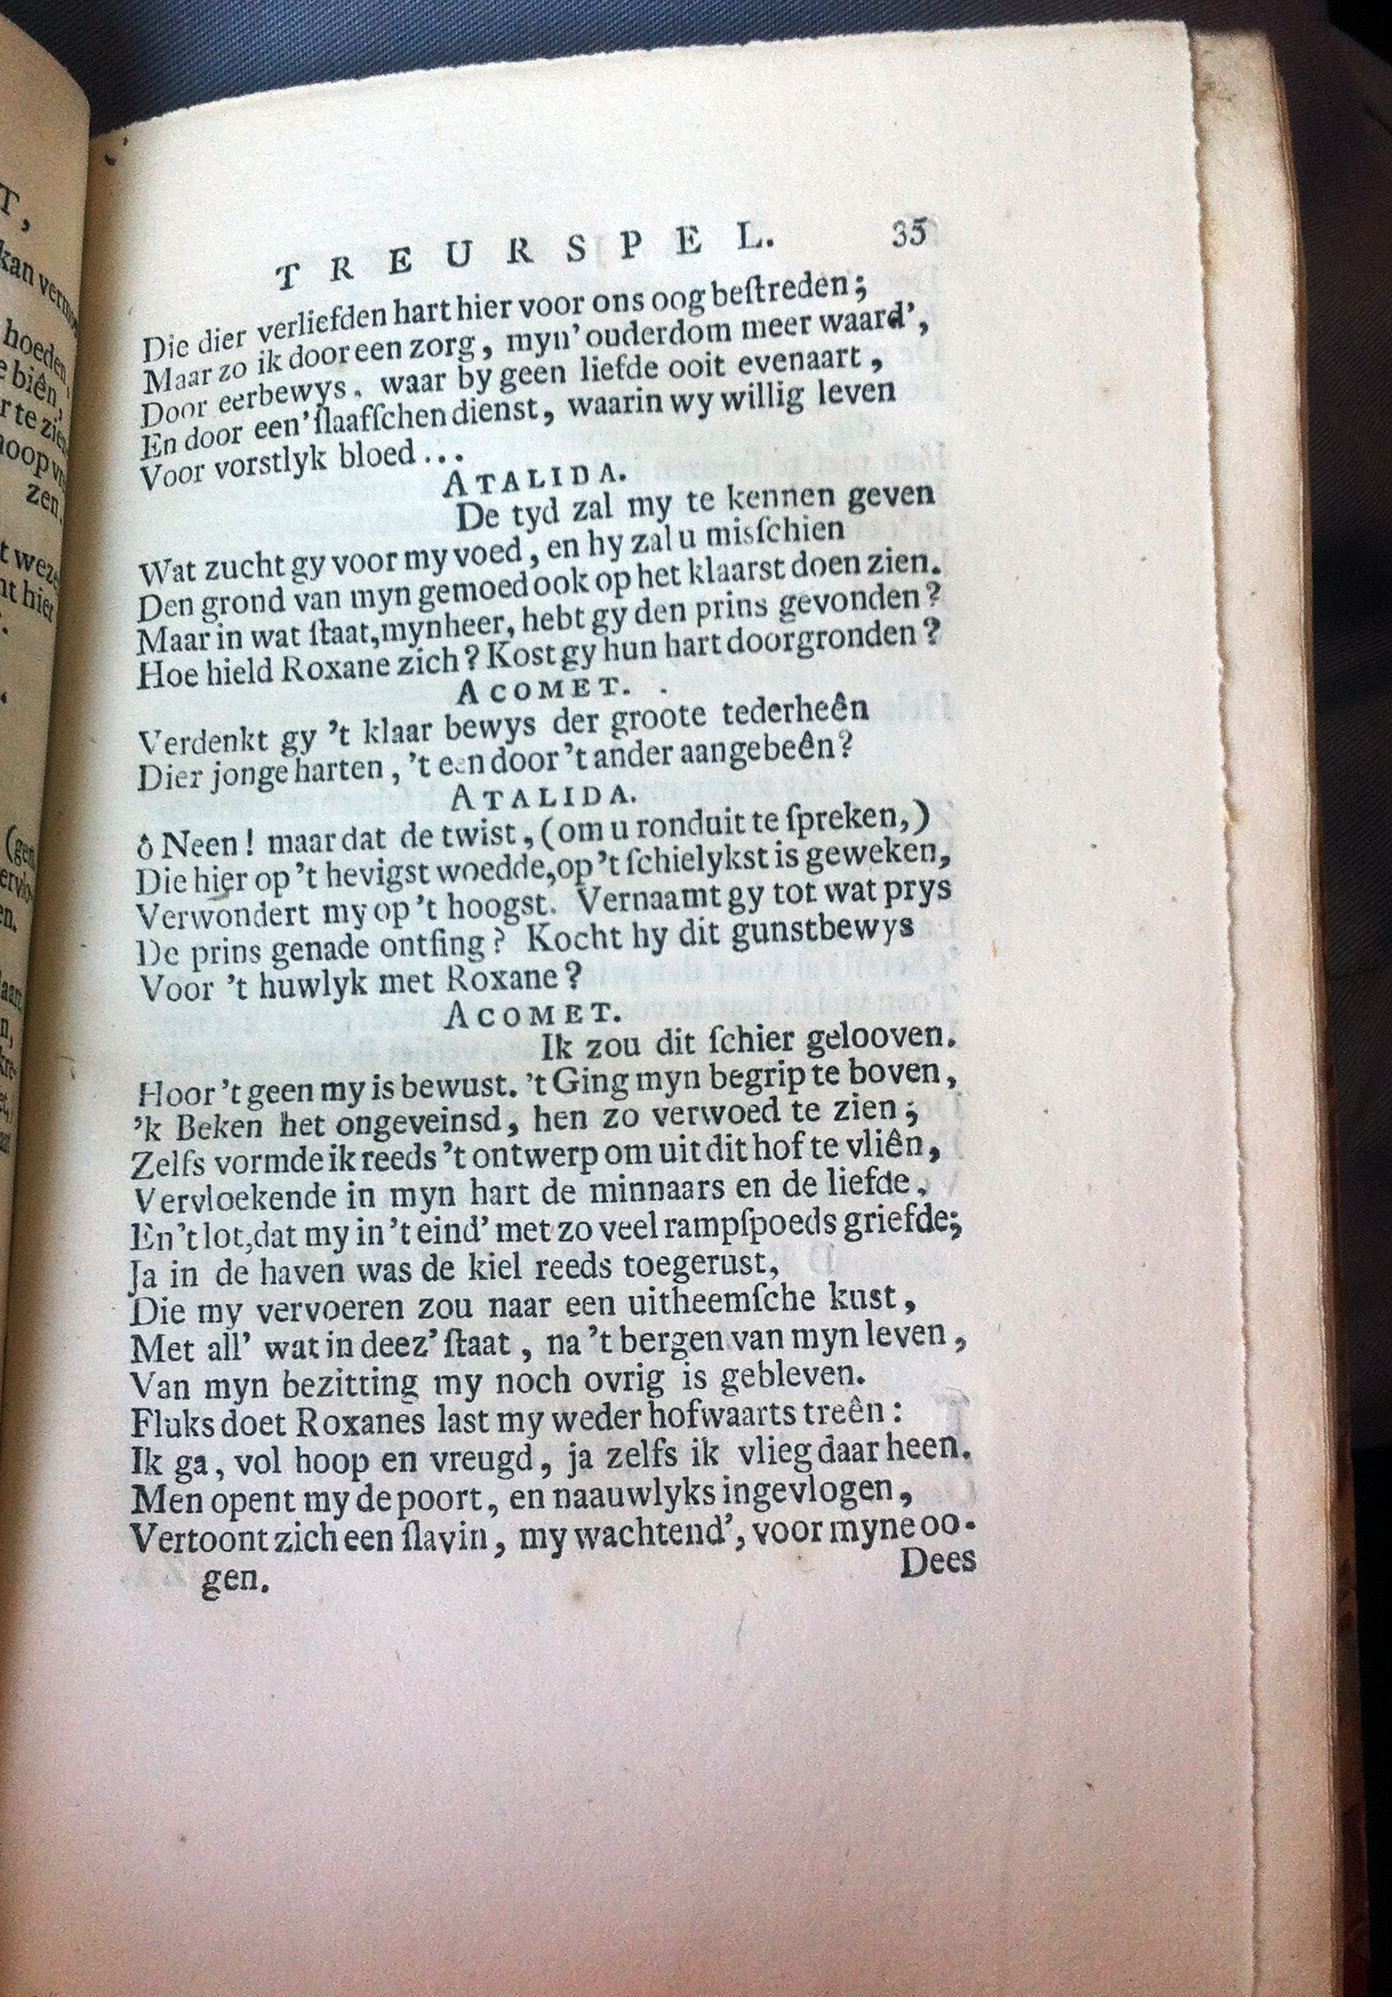 TREURSPEL. 35
Die dier verliefden hart hier voor ons oog beſtreden;
Maar zo ik door een zorg, myn' ouderdom meer waard',
Door eerbewys, waar by geen liefde ooit evenaart,
En door een' ſlaafſchen dienst, waarin wy willig leven
Voor vorstlyk bloed...
ATALIDA.
De tyd zal my te kennen geven
Wat zucht gy voor my voed, en hy zal u misſchien
Den grond van myn gemoed ook op het klaarst doen zien.
Maar in wat ſtaat, mynheer, hebt gy den prins gevonden?
Hoe hield Roxane zich? Kost gy hun hart doorgronden?
ACOMET.
Verdenkt gy 't klaar bewys der groote tederheên
Dier jonge harten, 't een door 't ander aangebeên?
ATALIDA.
ô Neen! maar dat de twist, (om u ronduit te ſpreken,)
Die hier op 't hevigst woedde, op 't ſchielykst is geweken,
Verwondert my op 't hoogst. Vernaamt gy tot wat prys
De prins genade ontfing? Kocht hy dit gunstbewys
Voor 't huwlyk met Roxane?
ACOMET.
Ik zou dit ſchier gelooven.
Hoor 't geen my is bewust. 't Ging myn begrip te boven,
'k Beken het ongeveinsd, hen zo verwoed te zien;
Zelfs vormde ik reeds 't ontwerp om uit dit hof te vliên,
Vervloekende in myn hart de minnaars en de liefde,
En 't lot, dat my in 't eind' met zo veel rampſpoeds griefde;
Ja in de haven was de kiel reeds toegerust,
Die my vervoeren zou naar een uitheemſche kust,
Met all' wat in deez' ſtaat, na 't bergen van myn leven,
Van myn bezitting my noch ovrig is gebleven.
Fluks doet Roxanes last my weder hofwaarts treên:
Ik ga, vol hoop en vreugd, ja zelfs ik vlieg daar heen.
Men opent my de poort, en naauwlyks ingevlogen,
Vertoont zich een ſlavin, my wachtend', voor myne oo-
gen.
Dees